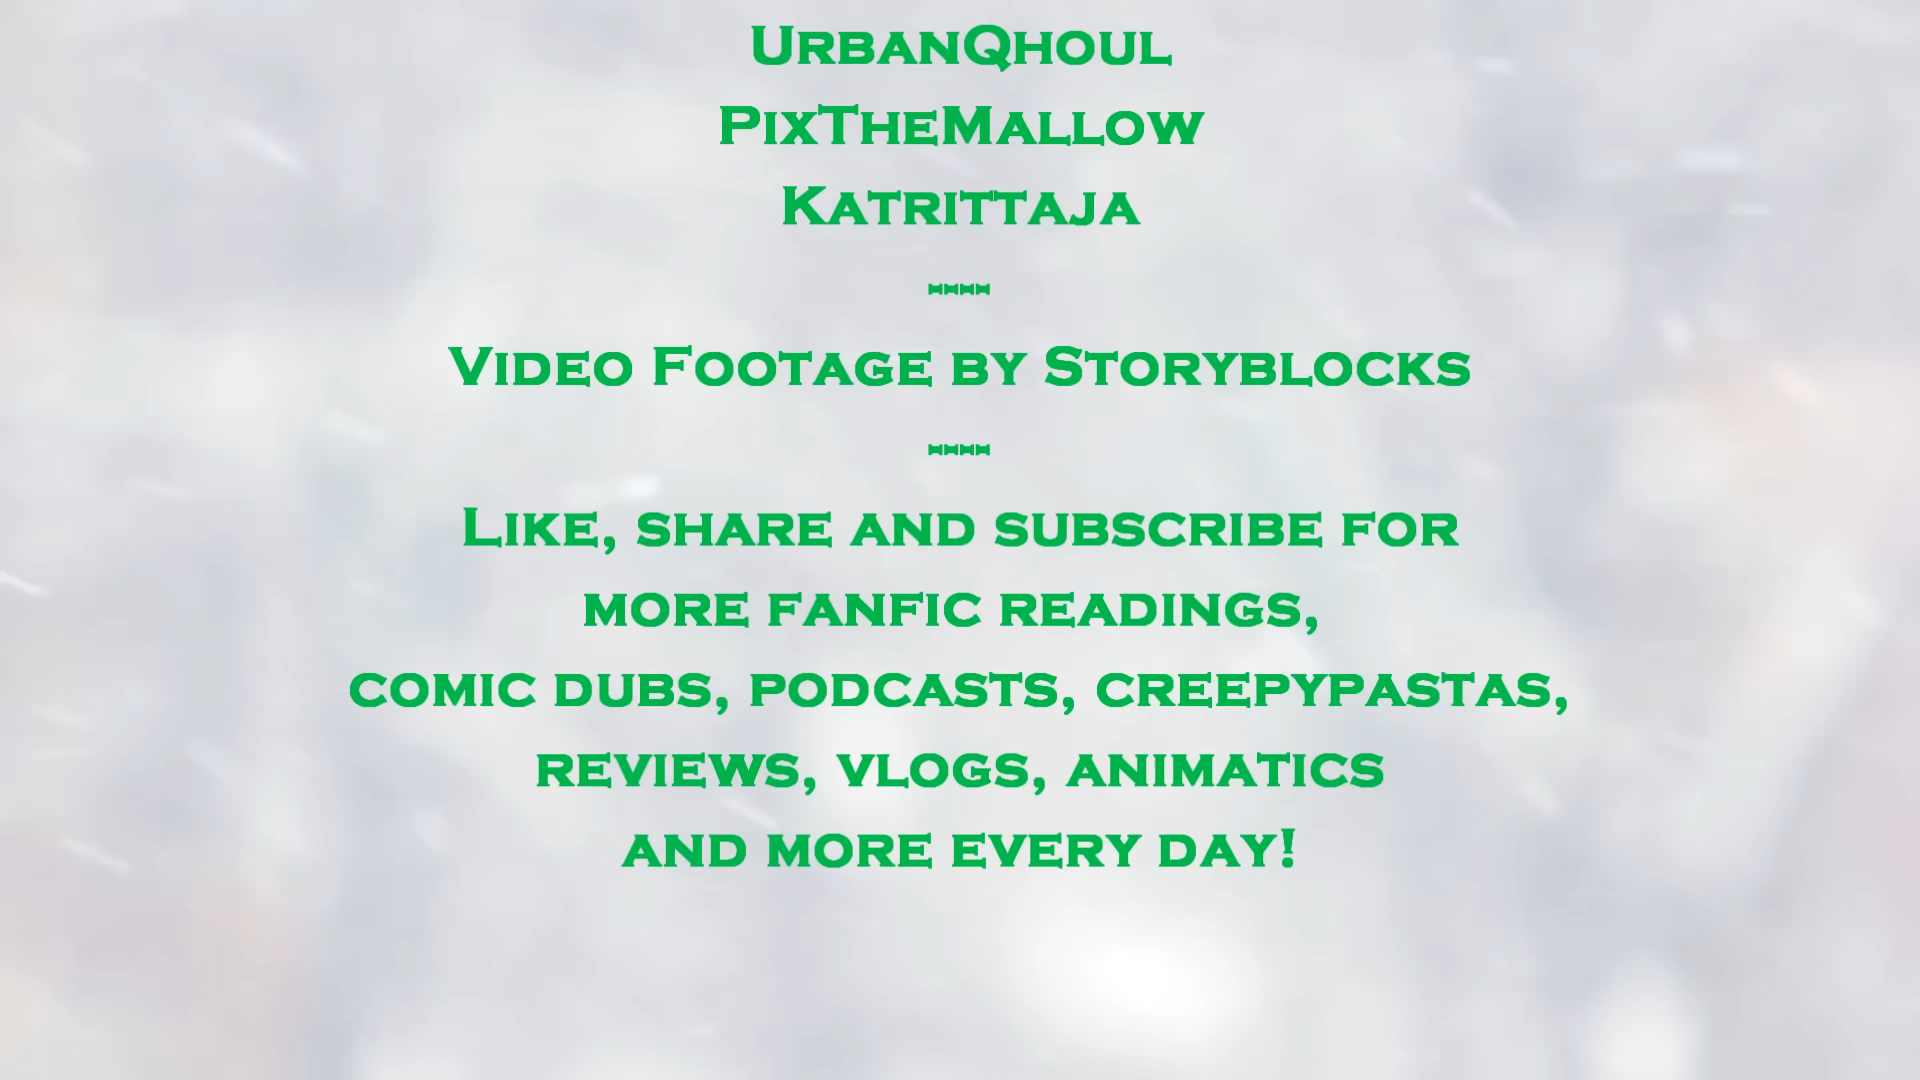 UrbanQhoul
PixTheMallow
Katrittaja
----
Video Footage by Storyblocks
----
Like, share and subscribe for
more fanfic readings,
comic dubs, podcasts, creepypastas,
reviews, vlogs, animatics
and more every day!